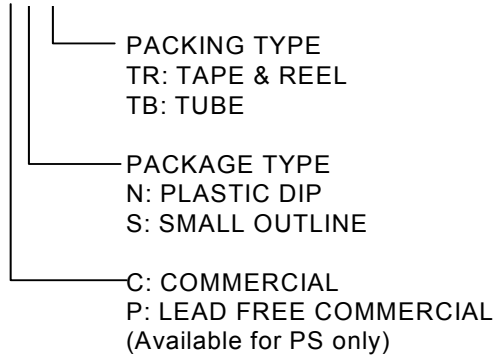 PACKING TYPE
TR: TAPE & REEL
TB: TUBE
PACKAGE TYPE
N: PLASTIC DIP
S: SMALL OUTLINE
C: COMMERCIAL
P: LEAD FREE COMMERCIAL
(Available for PS only)